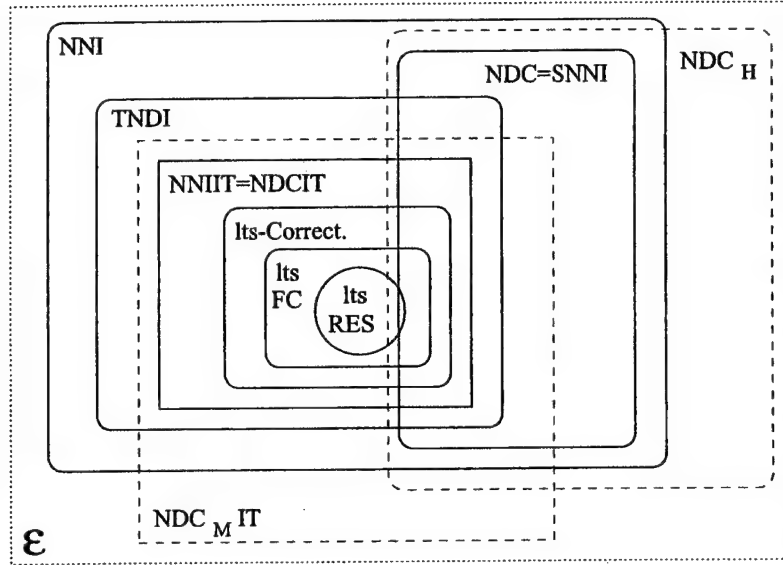 NNI
NDC=SNNI
NDC H
TNDI
NNIIT=NDCIT
lts-Correct.
lts
FC
lts
RES
NDC M IT
ε